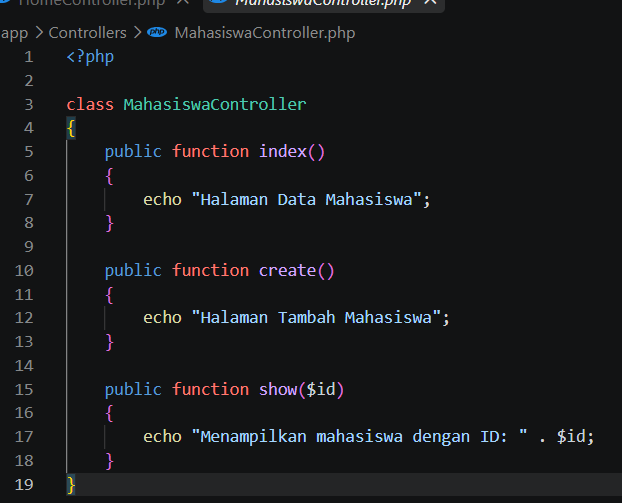 HomeController.php MahasiswaController.php
app > Controllers > php MahasiswaController.php
1 <?php
2
3 class MahasiswaController
4 {
5 public function index()
6 {
7 echo "Halaman Data Mahasiswa";
8 }
9
10 public function create()
11 {
12 echo "Halaman Tambah Mahasiswa";
13 }
14
15 public function show($id)
16 {
17 echo "Menampilkan mahasiswa dengan ID: " . $id;
18 }
19 }